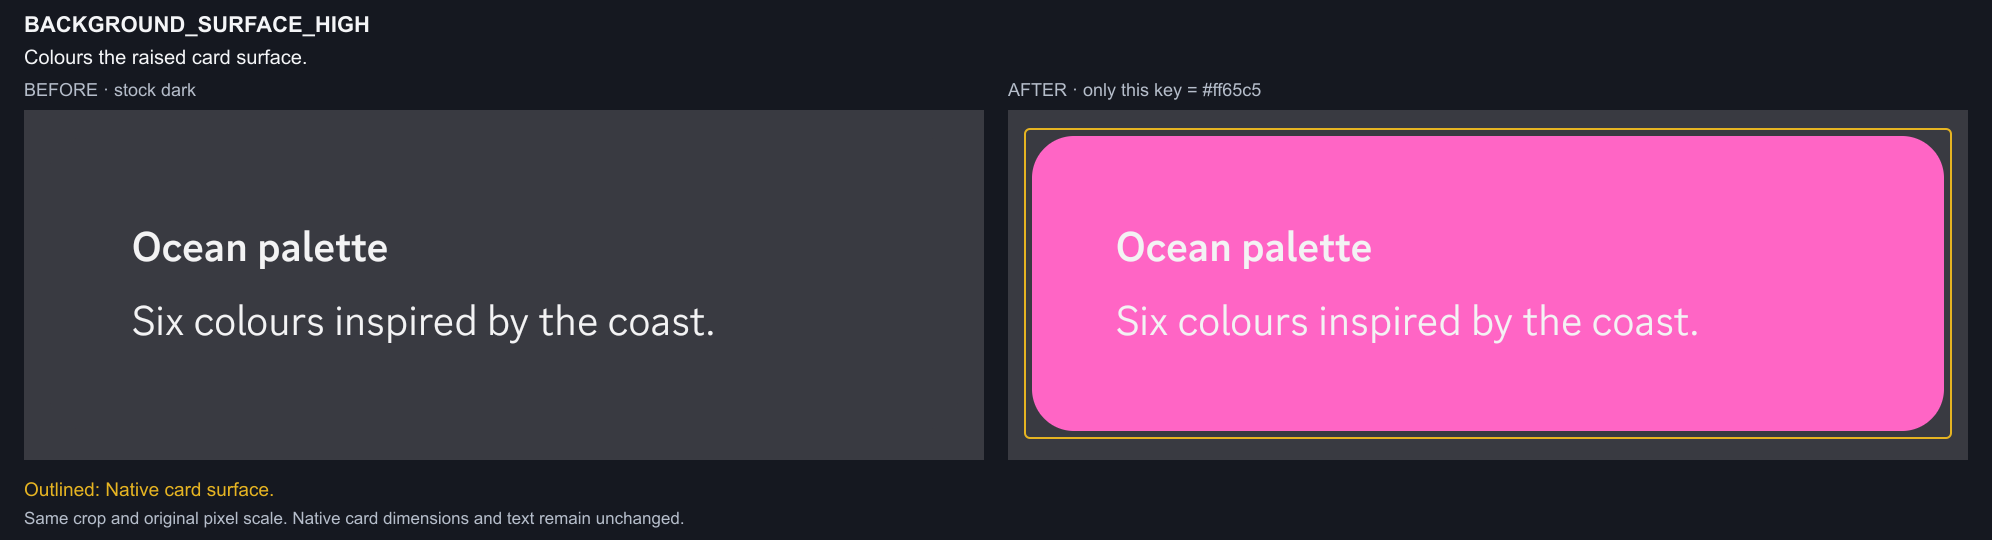 BACKGROUND_SURFACE_HIGH
Colours the raised card surface.
BEFORE · stock dark
AFTER · only this key = #ff65c5
Ocean palette
Six colours inspired by the coast.
Ocean palette
Six colours inspired by the coast.
Outlined: Native card surface.
Same crop and original pixel scale. Native card dimensions and text remain unchanged.